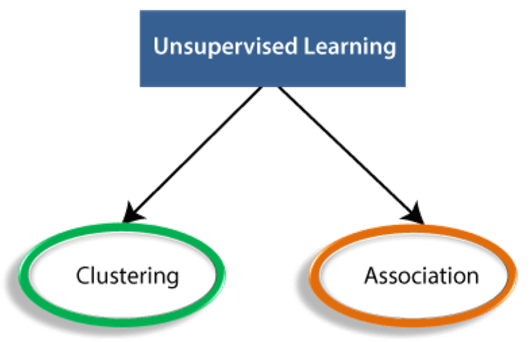 Unsupervised Learning
Clustering
Association